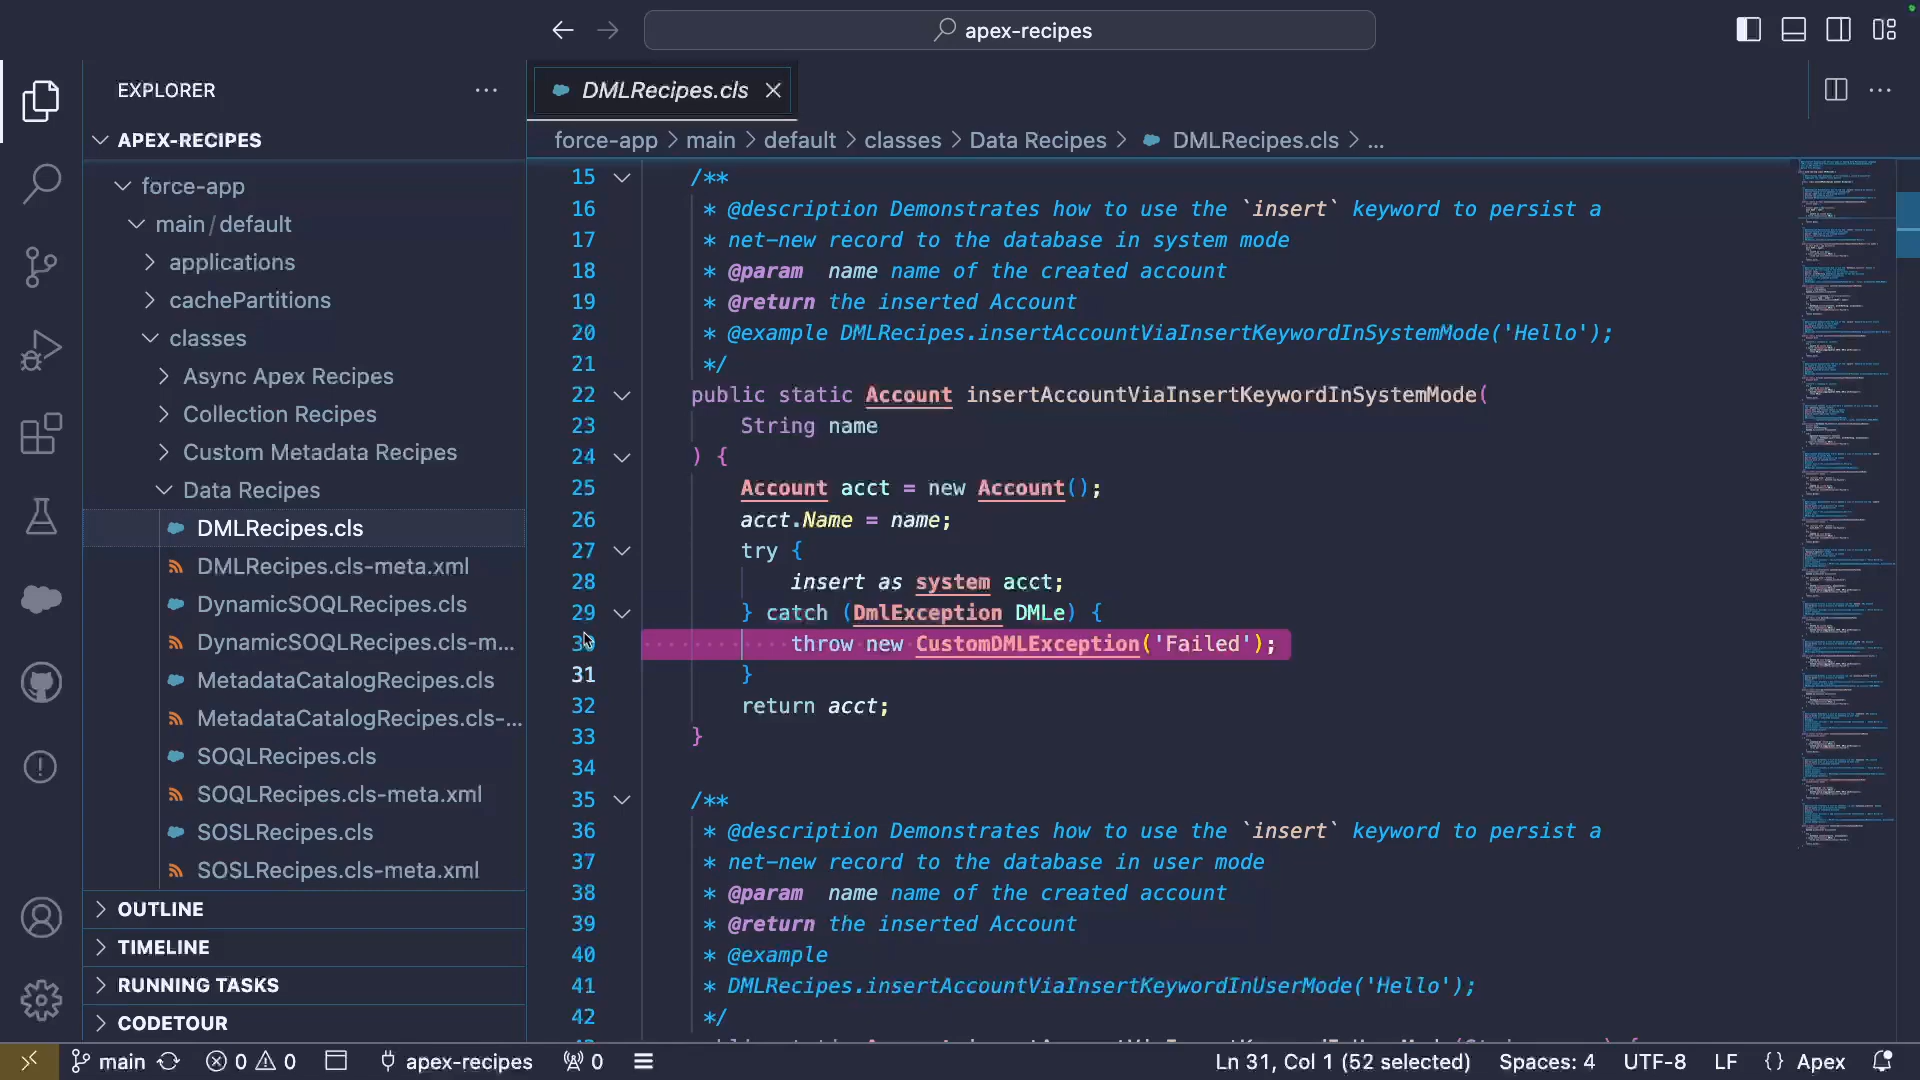 apex-recipes
EXPLORER
DMLRecipes.cls
APEX-RECIPES
force-app > main > default > classes > Data Recipes > DMLRecipes.cls > ...
force-app
main/default
applications
cachePartitions
classes
Async Apex Recipes
Collection Recipes
Custom Metadata Recipes
Data Recipes
DMLRecipes.cls
DMLRecipes.cls-meta.xml
DynamicSOQLRecipes.cls
DynamicSOQLRecipes.cls-m...
MetadataCatalogRecipes.cls
MetadataCatalogRecipes.cls-...
SOQLRecipes.cls
SOQLRecipes.cls-meta.xml
SOSLRecipes.cls
SOSLRecipes.cls-meta.xml
OUTLINE
TIMELINE
RUNNING TASKS
CODETOUR
15 /**
16 * @description Demonstrates how to use the `insert` keyword to persist a
17 * net-new record to the database in system mode
18 * @param  name name of the created account
19 * @return the inserted Account
20 * @example DMLRecipes.insertAccountViaInsertKeywordInSystemMode('Hello');
21 */
22 public static Account insertAccountViaInsertKeywordInSystemMode(
23 String name
24 ) {
25 Account acct = new Account();
26 acct.Name = name;
27 try {
28 insert as system acct;
29 } catch (DmlException DMLe) {
30 throw new CustomDMLException('Failed');
31 }
32 return acct;
33 }
34
35 /**
36 * @description Demonstrates how to use the `insert` keyword to persist a
37 * net-new record to the database in user mode
38 * @param  name name of the created account
39 * @return the inserted Account
40 * @example
41 * DMLRecipes.insertAccountViaInsertKeywordInUserMode('Hello');
42 */
main 0 0 apex-recipes 0 Ln 31, Col 1 (52 selected) Spaces: 4 UTF-8 LF {} Apex